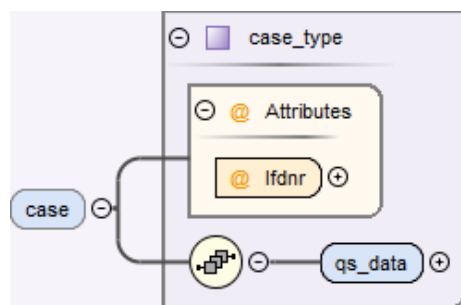 case_type
@ Attributes
@ lfdnr
case
qs_data